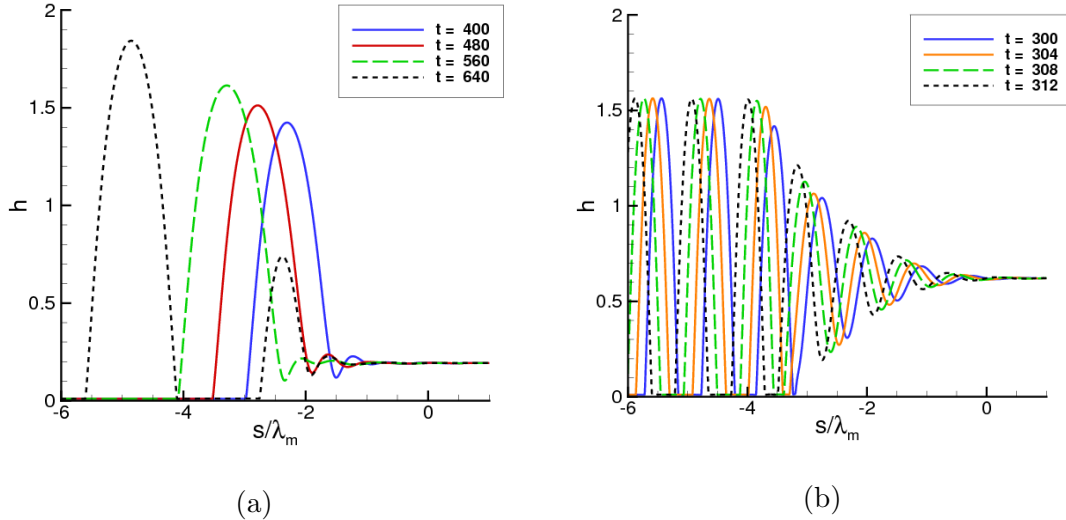 2
1.5
1
0.5
0
h
-6
-4
-2
0
s/λm
t = 400
t = 480
t = 560
t = 640
(a)
2
1.5
1
0.5
0
h
-6
-4
-2
0
s/λm
t = 300
t = 304
t = 308
t = 312
(b)